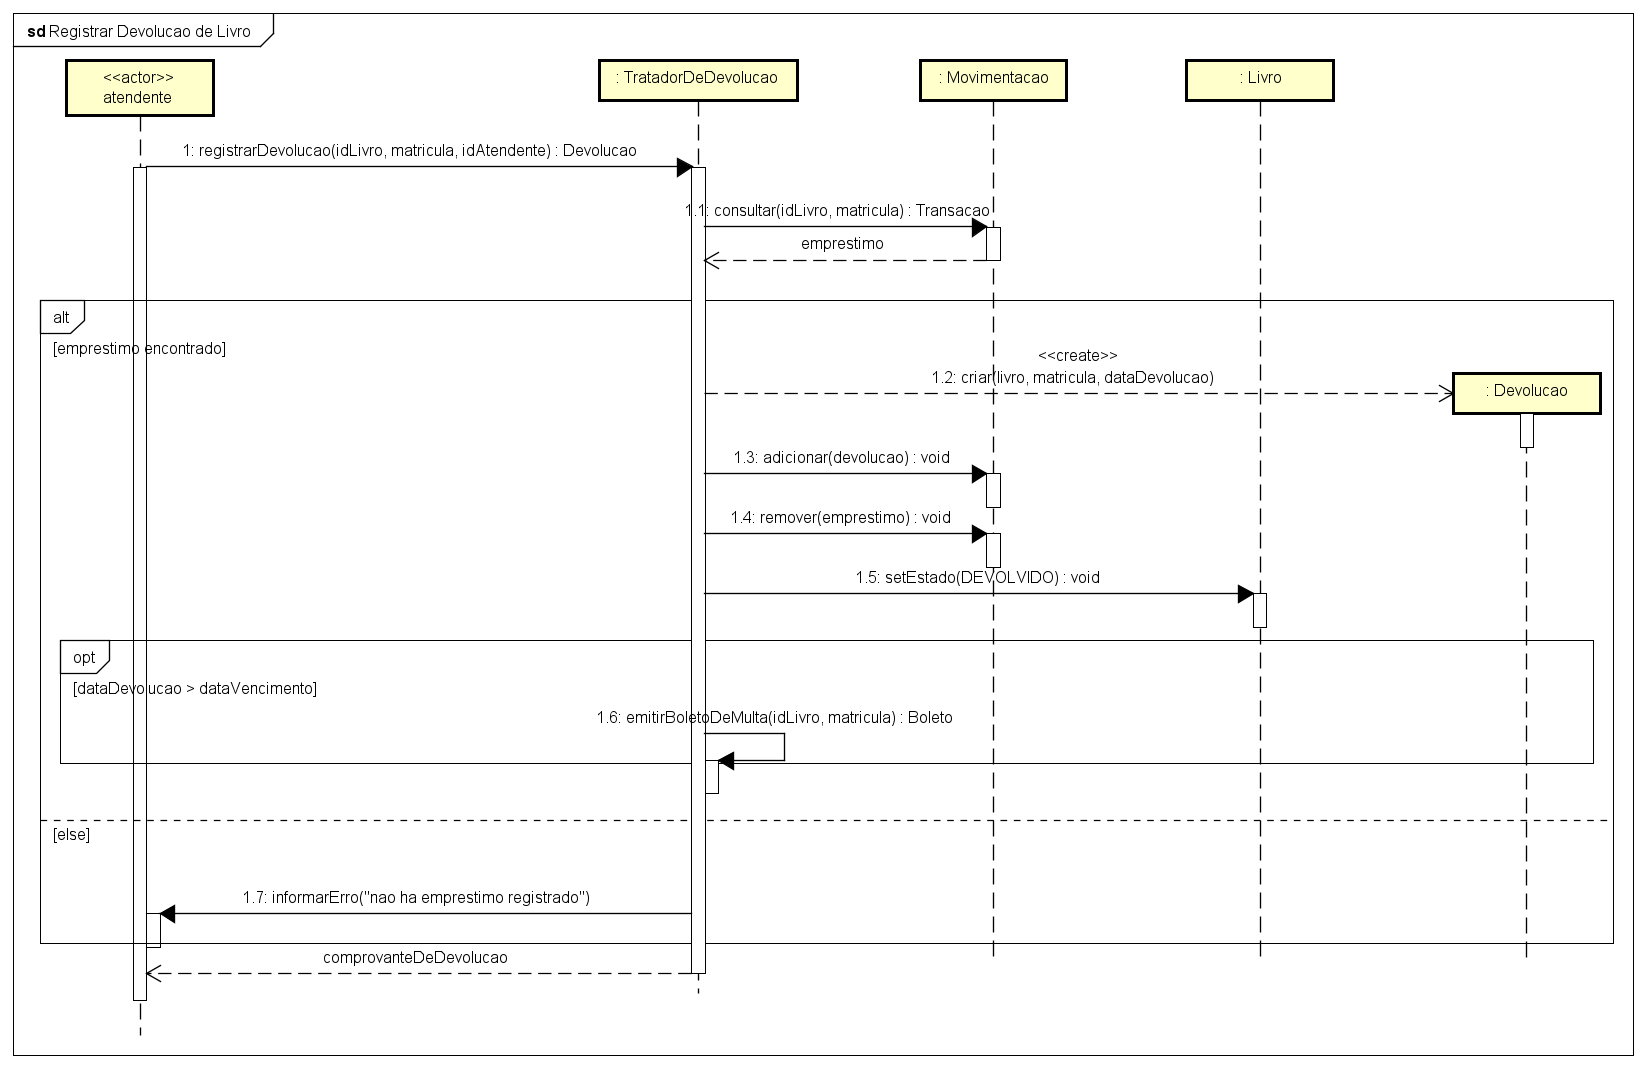 sd Registrar Devolucao de Livro
<<actor>>
atendente
: TratadorDeDevolucao
: Movimentacao
: Livro
1: registrarDevolucao(idLivro, matricula, idAtendente) : Devolucao
1.1: consultar(idLivro, matricula) : Transacao
emprestimo
alt
[emprestimo encontrado]
<<create>>
1.2: criar(livro, matricula, dataDevolucao)
: Devolucao
1.3: adicionar(devolucao) : void
1.4: remover(emprestimo) : void
1.5: setEstado(DEVOLVIDO) : void
opt
[dataDevolucao > dataVencimento]
1.6: emitirBoletoDeMulta(idLivro, matricula) : Boleto
[else]
1.7: informarErro("nao ha emprestimo registrado")
comprovanteDeDevolucao